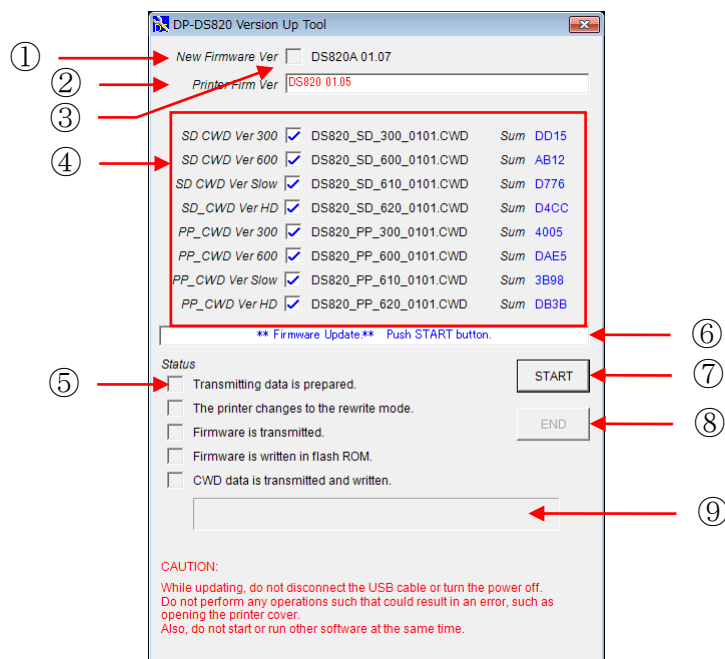 DP-DS820 Version Up Tool
① New Firmware Ver DS820A 01.07
② Printer Firm Ver DS820 01.05
③
④
SD CWD Ver 300 DS820_SD_300_0101.CWD Sum DD15
SD CWD Ver 600 DS820_SD_600_0101.CWD Sum AB12
SD CWD Ver Slow DS820_SD_610_0101.CWD Sum D776
SD_CWD Ver HD DS820_SD_620_0101.CWD Sum D4CC
PP_CWD Ver 300 DS820_PP_300_0101.CWD Sum 4005
PP_CWD Ver 600 DS820_PP_600_0101.CWD Sum DAE5
PP_CWD Ver Slow DS820_PP_610_0101.CWD Sum 3B98
PP_CWD Ver HD DS820_PP_620_0101.CWD Sum DB3B
** Firmware Update.** Push START button. ⑥
Status
⑤ Transmitting data is prepared. START ⑦
The printer changes to the rewrite mode.
Firmware is transmitted. END ⑧
Firmware is written in flash ROM.
CWD data is transmitted and written.
⑨
CAUTION:
While updating, do not disconnect the USB cable or turn the power off.
Do not perform any operations such that could result in an error, such as
opening the printer cover.
Also, do not start or run other software at the same time.